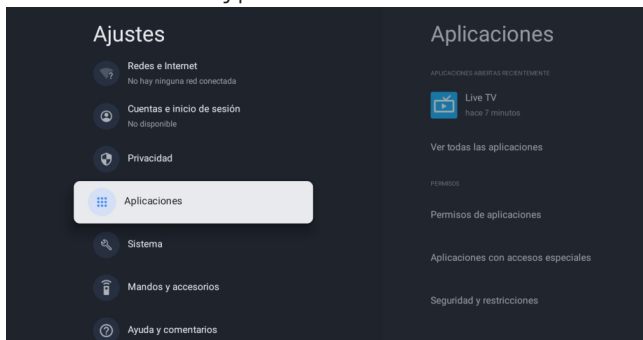 Ajustes
Redes e Internet
No hay ninguna red conectada
Cuentas e inicio de sesión
No disponible
Privacidad
Aplicaciones
Sistema
Mandos y accesorios
Ayuda y comentarios
Aplicaciones
APLICACIONES ABIERTAS RECIENTEMENTE
Live TV
hace 7 minutos
Ver todas las aplicaciones
PERMISOS
Permisos de aplicaciones
Aplicaciones con accesos especiales
Seguridad y restricciones